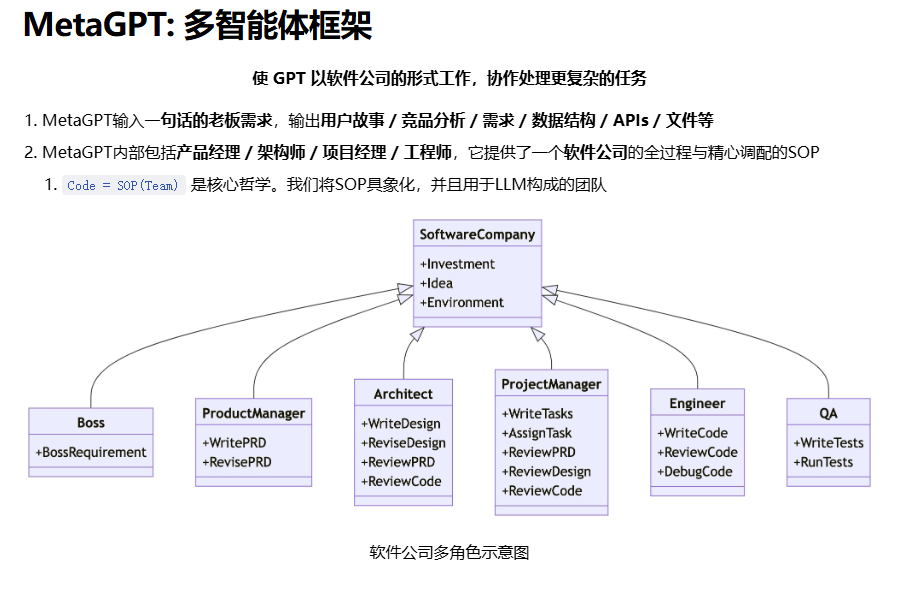 MetaGPT: 多智能体框架
使 GPT 以软件公司的形式工作，协作处理更复杂的任务
1. MetaGPT输入一句话的老板需求，输出用户故事 / 竞品分析 / 需求 / 数据结构 / APIs / 文件等
2. MetaGPT内部包括产品经理 / 架构师 / 项目经理 / 工程师，它提供了一个软件公司的全过程与精心调配的SOP
1. Code = SOP(Team) 是核心哲学。我们将SOP具象化，并且用于LLM构成的团队
SoftwareCompany
+Investment
+Idea
+Environment
Boss
+BossRequirement
ProductManager
+WritePRD
+RevisePRD
Architect
+WriteDesign
+ReviseDesign
+ReviewPRD
+ReviewCode
ProjectManager
+WriteTasks
+AssignTask
+ReviewPRD
+ReviewDesign
+ReviewCode
Engineer
+WriteCode
+ReviewCode
+DebugCode
QA
+WriteTests
+RunTests
软件公司多角色示意图